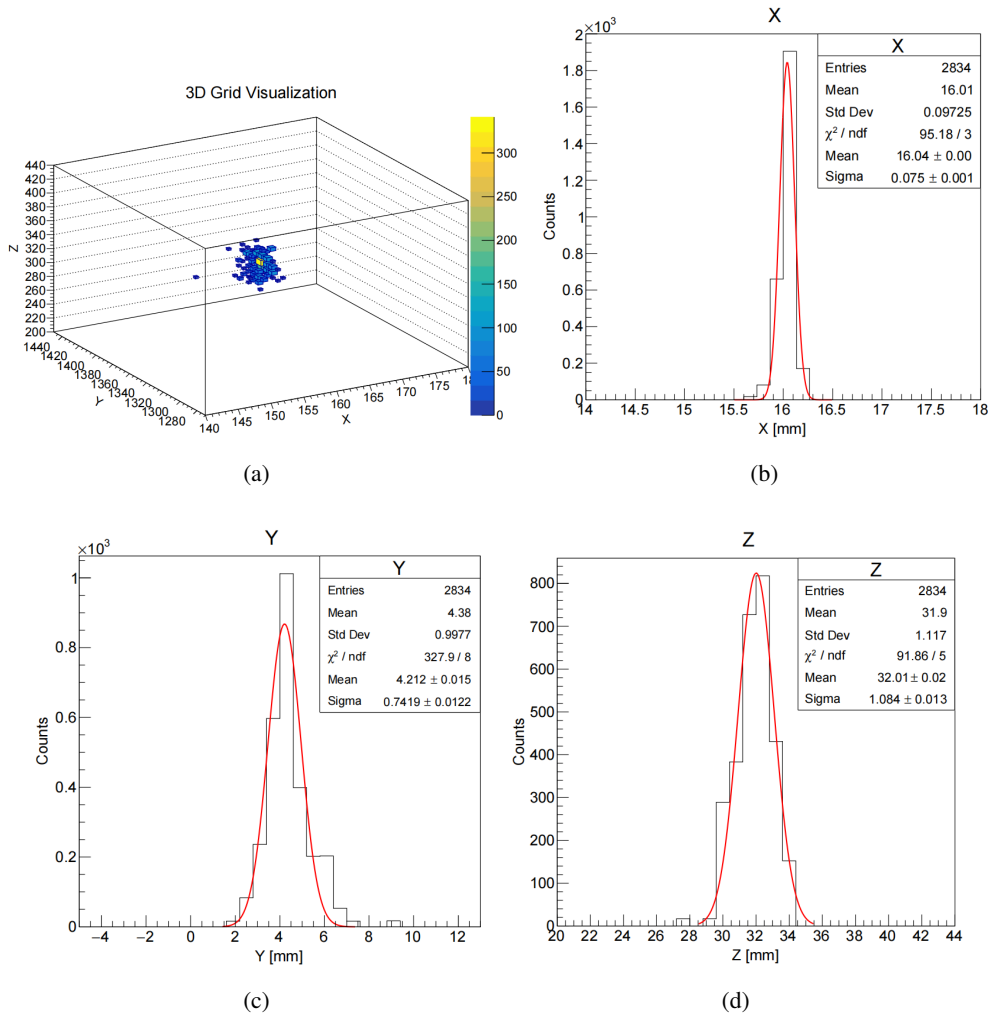 3D Grid Visualization
440
420
400
380
360
340
320
300
280
260
240
220
200
Z
1440
1420
1400
1380
1360
1340
1320
1300
1280
Y
140
145
150
155
160
165
170
175
X
300
250
200
150
100
50
0
(a)
X
×10³
2
1.8
1.6
1.4
1.2
1
0.8
0.6
0.4
0.2
0
Counts
14 14.5 15 15.5 16 16.5 17 17.5 18
X [mm]
X
Entries 2834
Mean 16.01
Std Dev 0.09725
χ² / ndf 95.18 / 3
Mean 16.04 ± 0.00
Sigma 0.075 ± 0.001
(b)
Y
×10³
1
0.8
0.6
0.4
0.2
0
Counts
−4 −2 0 2 4 6 8 10 12
Y [mm]
Y
Entries 2834
Mean 4.38
Std Dev 0.9977
χ² / ndf 327.9 / 8
Mean 4.212 ± 0.015
Sigma 0.7419 ± 0.0122
(c)
Z
800
700
600
500
400
300
200
100
0
Counts
20 22 24 26 28 30 32 34 36 38 40 42 44
Z [mm]
Z
Entries 2834
Mean 31.9
Std Dev 1.117
χ² / ndf 91.86 / 5
Mean 32.01 ± 0.02
Sigma 1.084 ± 0.013
(d)